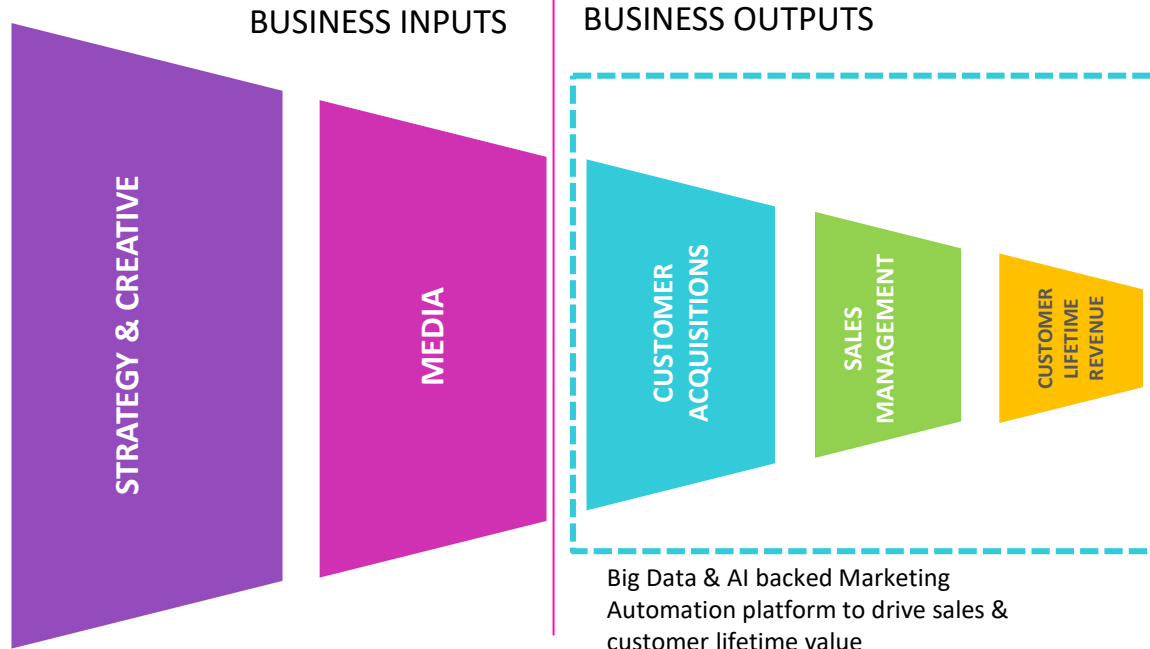 BUSINESS INPUTS
BUSINESS OUTPUTS
STRATEGY & CREATIVE
MEDIA
CUSTOMER
ACQUISITIONS
SALES
MANAGEMENT
CUSTOMER
LIFETIME
REVENUE
Big Data & AI backed Marketing
Automation platform to drive sales &
customer lifetime value